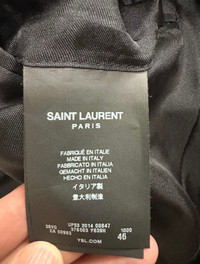 SAINT LAURENT
PARIS
FABRIQUÉ EN ITALIE
MADE IN ITALY
FABBRICATO IN ITALIA
GEMACHT IN ITALIEN
HECHO EN ITALIA
イタリア製
意大利制造
2014
46
YSL.COM